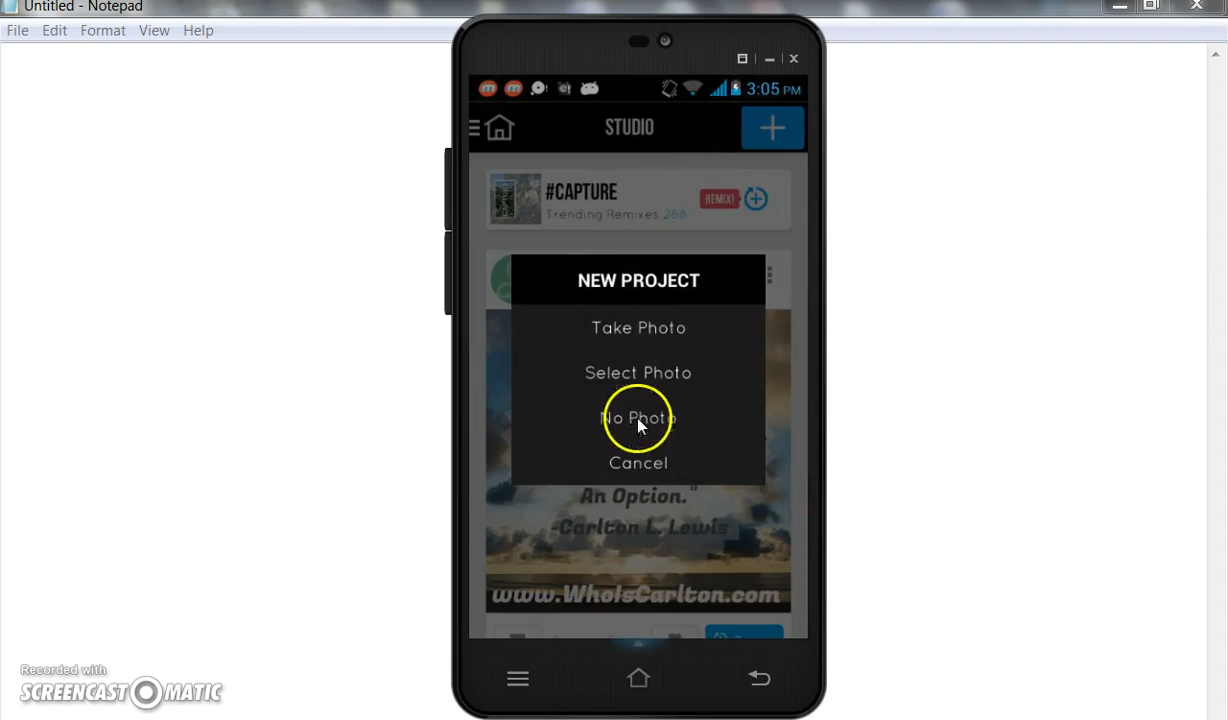 Untitled - Notepad
File Edit Format View Help
3:05 PM
STUDIO
#CAPTURE
REMIX!
Trending Remixes 268
NEW PROJECT
Take Photo
Select Photo
No Photo
Cancel
An Option."
-Carlton L. Lewis
www.WhoIsCarlton.com
Recorded with
SCREENCAST-O-MATIC